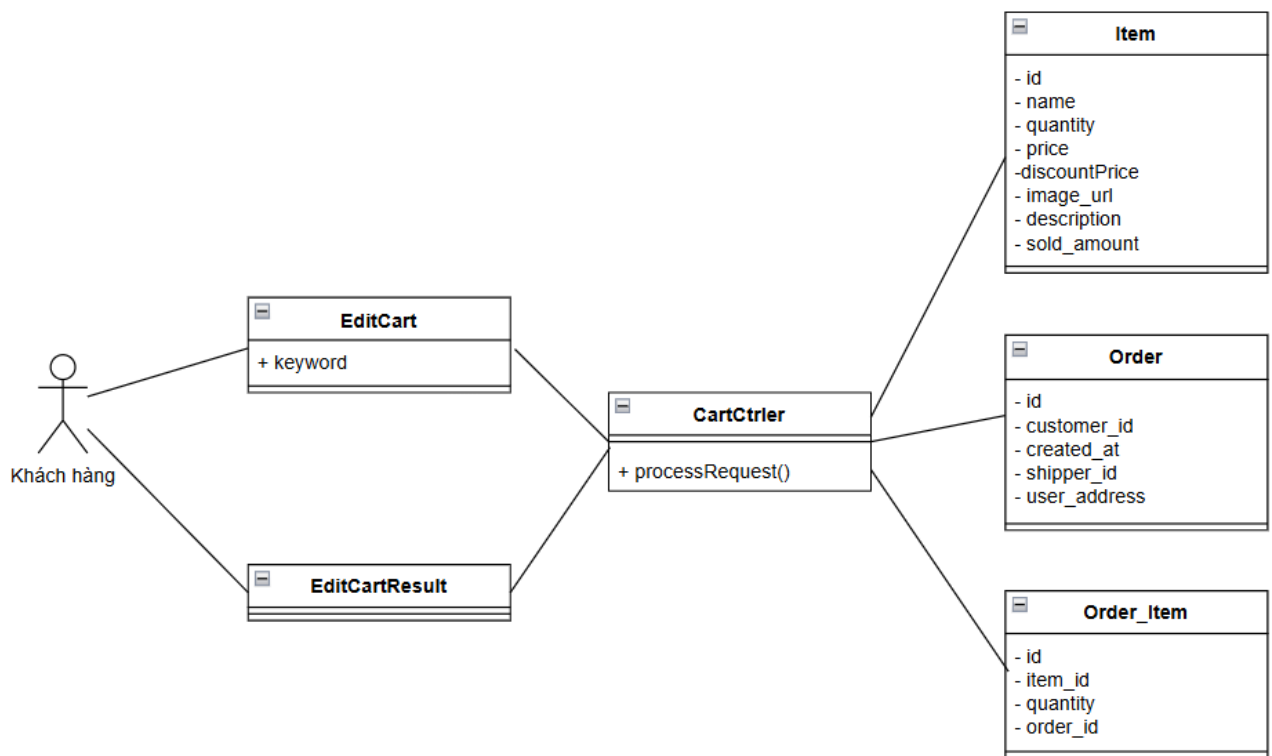 Khách hàng
EditCart
+ keyword
EditCartResult
CartCtrler
+ processRequest()
Item
- id
- name
- quantity
- price
-discountPrice
- image_url
- description
- sold_amount
Order
- id
- customer_id
- created_at
- shipper_id
- user_address
Order_Item
- id
- item_id
- quantity
- order_id